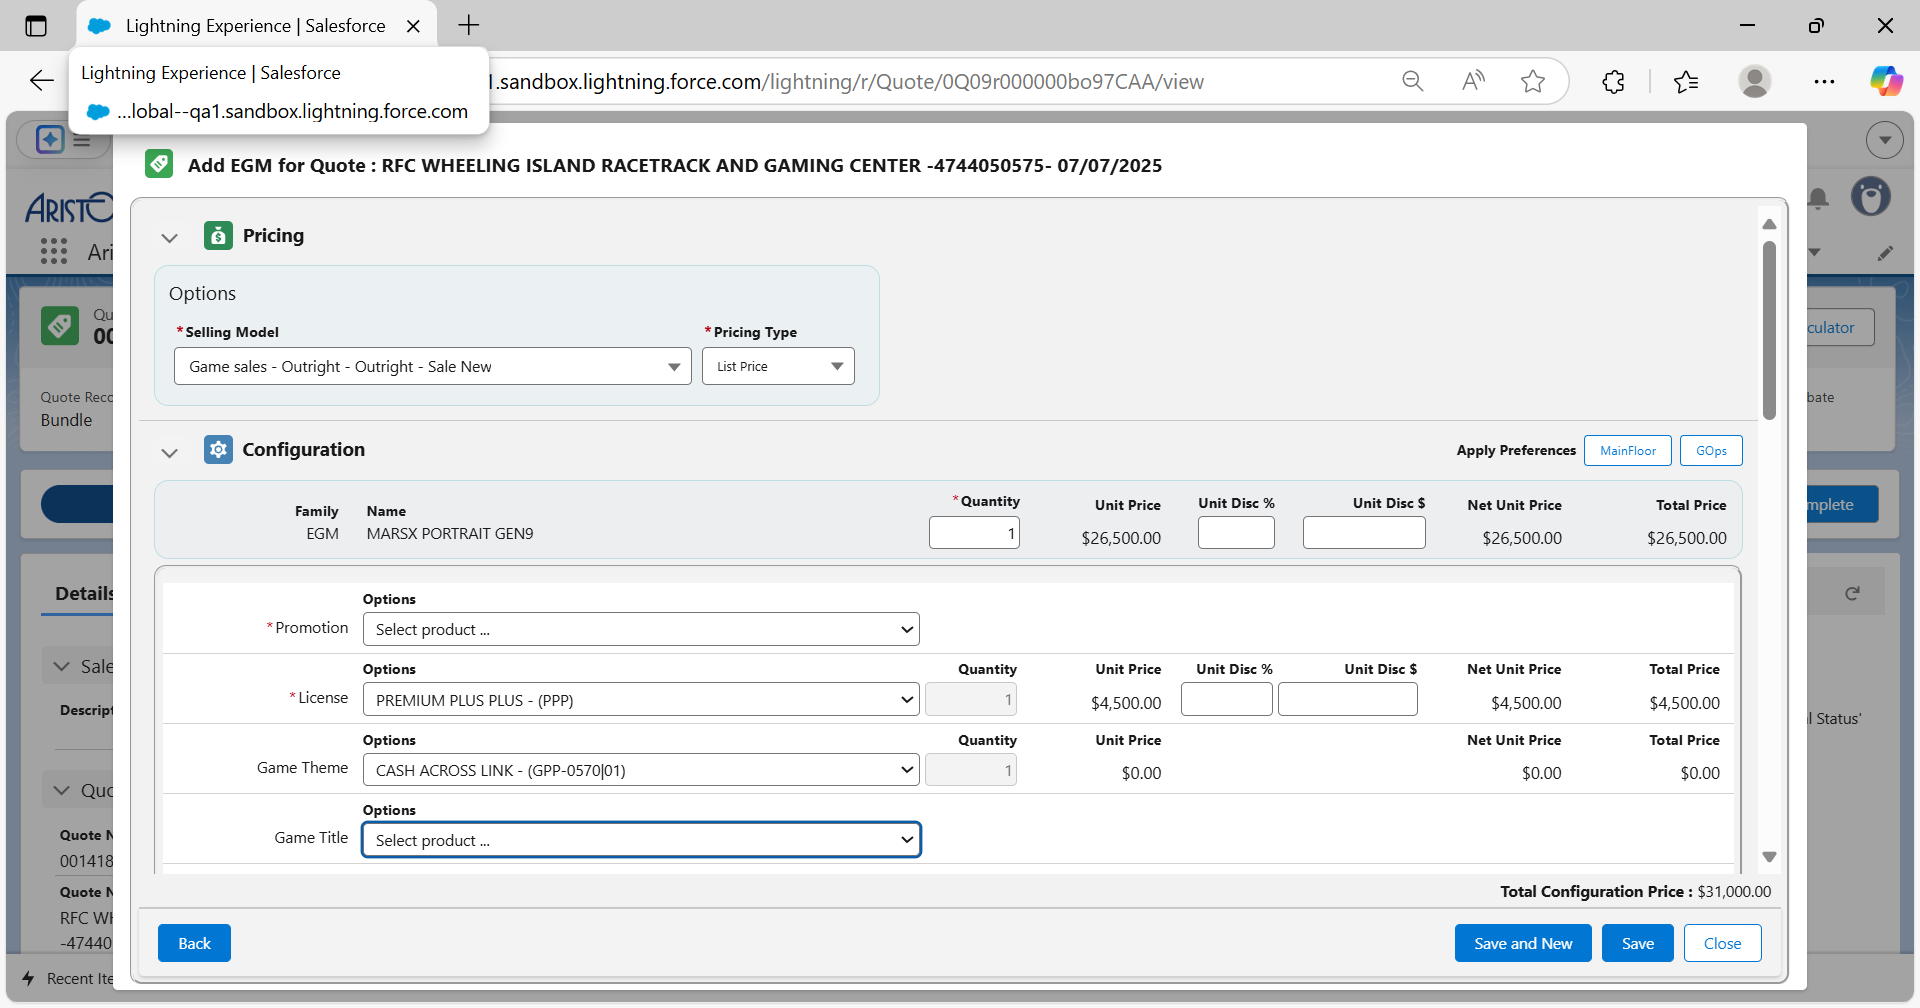 Lightning Experience | Salesforce
Lightning Experience | Salesforce
...lobal--qa1.sandbox.lightning.force.com
1.sandbox.lightning.force.com/lightning/r/Quote/0Q09r000000bo97CAA/view
Add EGM for Quote : RFC WHEELING ISLAND RACETRACK AND GAMING CENTER -4744050575- 07/07/2025
ARISTO
Ari
Pricing
Options
*Selling Model
*Pricing Type
Game sales - Outright - Outright - Sale New
List Price
Qu
00
culator
Quote Reco
Bundle
bate
Configuration
Apply Preferences
MainFloor
GOps
Family
Name
*Quantity
Unit Price
Unit Disc %
Unit Disc $
Net Unit Price
Total Price
EGM
MARSX PORTRAIT GEN9
1
$26,500.00
$26,500.00
$26,500.00
mplete
Details
Options
*Promotion
Select product ...
Options
Quantity
Unit Price
Unit Disc %
Unit Disc $
Net Unit Price
Total Price
*License
PREMIUM PLUS PLUS - (PPP)
1
$4,500.00
$4,500.00
$4,500.00
Sale
Descript
l Status'
Options
Quantity
Unit Price
Net Unit Price
Total Price
Game Theme
CASH ACROSS LINK - (GPP-0570|01)
1
$0.00
$0.00
$0.00
Quo
Options
Game Title
Select product ...
Quote N
001418
Quote N
RFC WH
-47440
Total Configuration Price : $31,000.00
Back
Save and New
Save
Close
Recent Ite